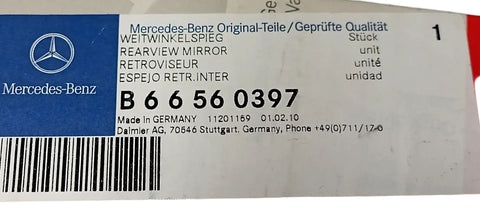 Mercedes-Benz
Mercedes-Benz Original-Teile/Geprüfte Qualität 1
WEITWINKELSPIEG Stück
REARVIEW MIRROR unit
RETROVISEUR unité
ESPEJO RETR.INTER unidad
B 6 6 56 0397
Made in GERMANY 11201159 01.02.10
Daimler AG, 70546 Stuttgart. Germany, Phone +49(0)711/17-0